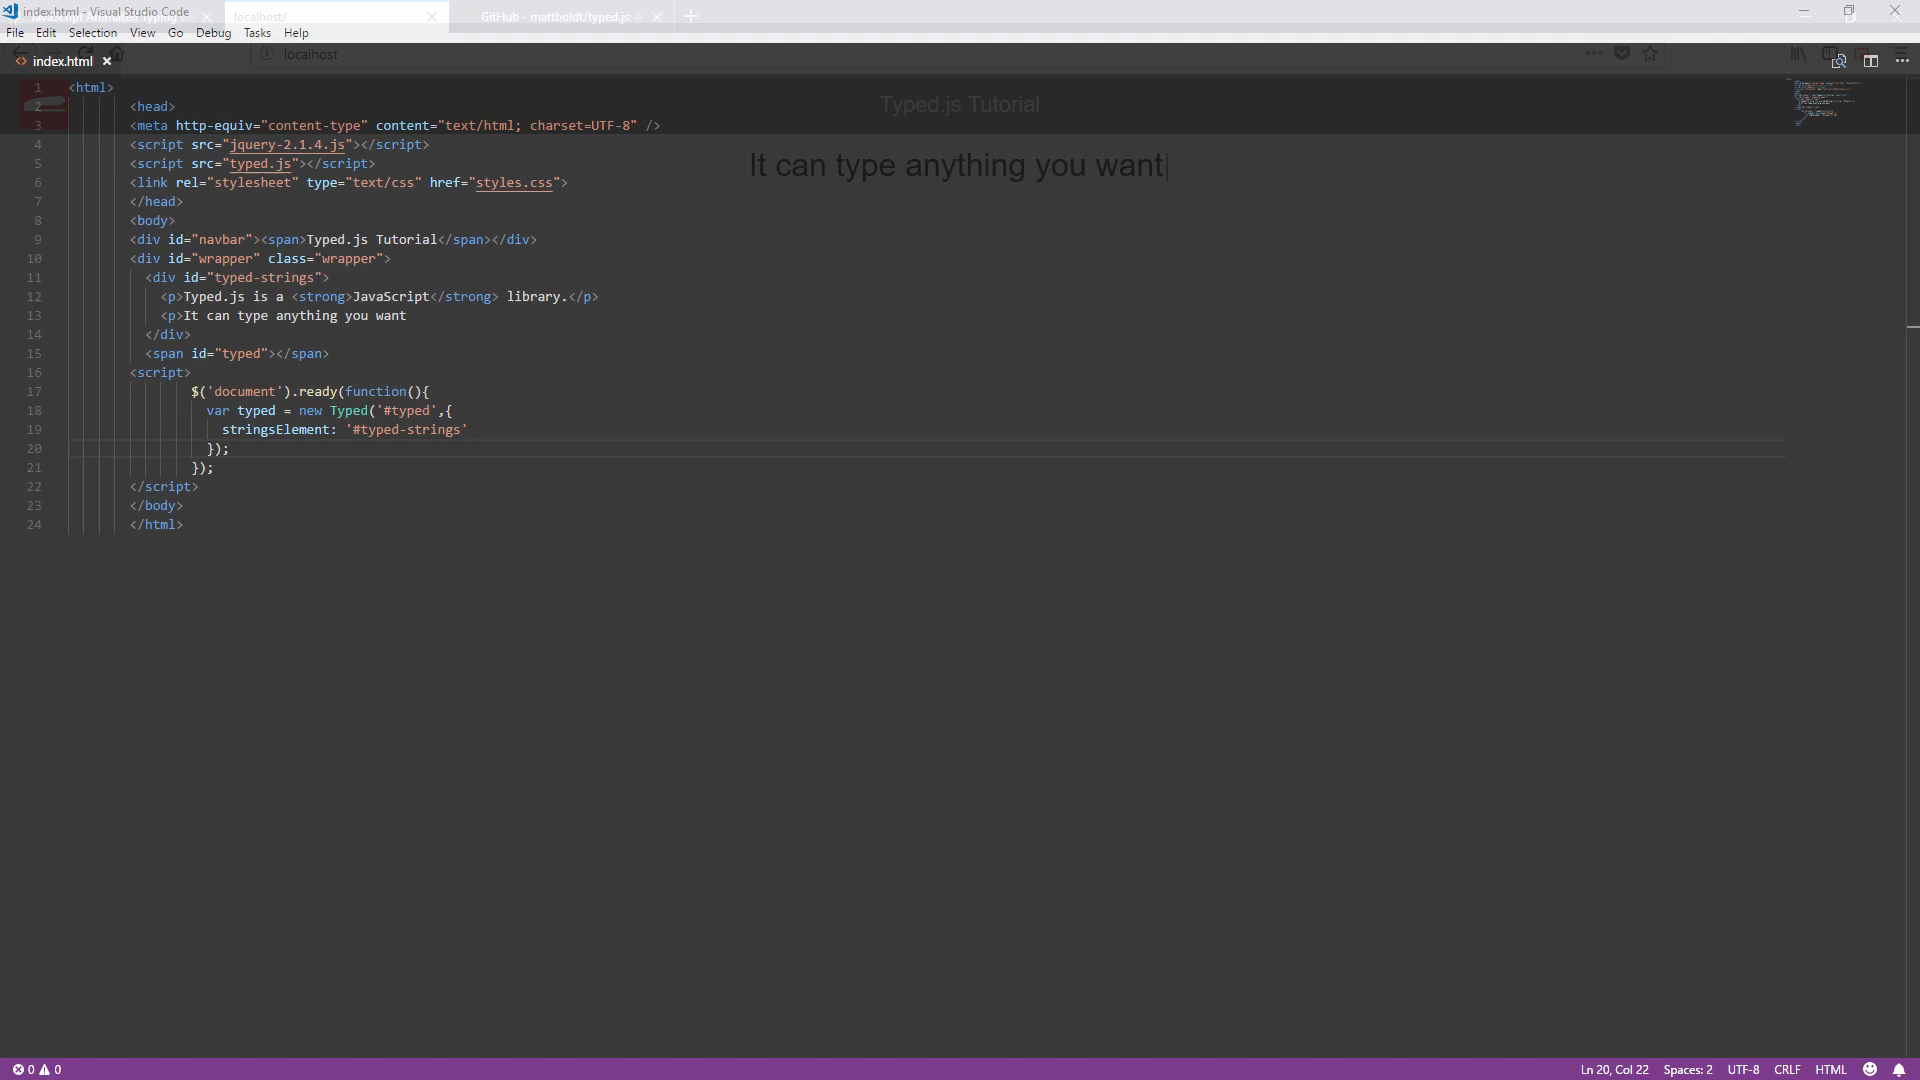 index.html - Visual Studio Code
JavaScript Animated Typing
localhost/
GitHub - mattboldt/typed.js: A
File Edit Selection View Go Debug Tasks Help
localhost
index.html
Typed.js Tutorial
It can type anything you want
1 <html>
2 <head>
3 <meta http-equiv="content-type" content="text/html; charset=UTF-8" />
4 <script src="jquery-2.1.4.js"></script>
5 <script src="typed.js"></script>
6 <link rel="stylesheet" type="text/css" href="styles.css">
7 </head>
8 <body>
9 <div id="navbar"><span>Typed.js Tutorial</span></div>
10 <div id="wrapper" class="wrapper">
11 <div id="typed-strings">
12 <p>Typed.js is a <strong>JavaScript</strong> library.</p>
13 <p>It can type anything you want
14 </div>
15 <span id="typed"></span>
16 <script>
17 $('document').ready(function(){
18 var typed = new Typed('#typed',{
19 stringsElement: '#typed-strings'
20 });
21 });
22 </script>
23 </body>
24 </html>
0 0
Ln 20, Col 22 Spaces: 2 UTF-8 CRLF HTML